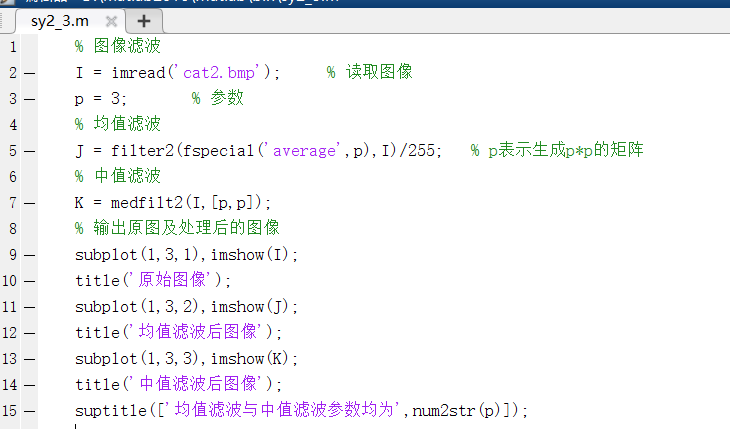 sy2_3.m
1 % 图像滤波
2 I = imread('cat2.bmp'); % 读取图像
3 p = 3; % 参数
4 % 均值滤波
5 J = filter2(fspecial('average',p),I)/255; % p表示生成p*p的矩阵
6 % 中值滤波
7 K = medfilt2(I,[p,p]);
8 % 输出原图及处理后的图像
9 subplot(1,3,1),imshow(I);
10 title('原始图像');
11 subplot(1,3,2),imshow(J);
12 title('均值滤波后图像');
13 subplot(1,3,3),imshow(K);
14 title('中值滤波后图像');
15 suptitle(['均值滤波与中值滤波参数均为',num2str(p)]);